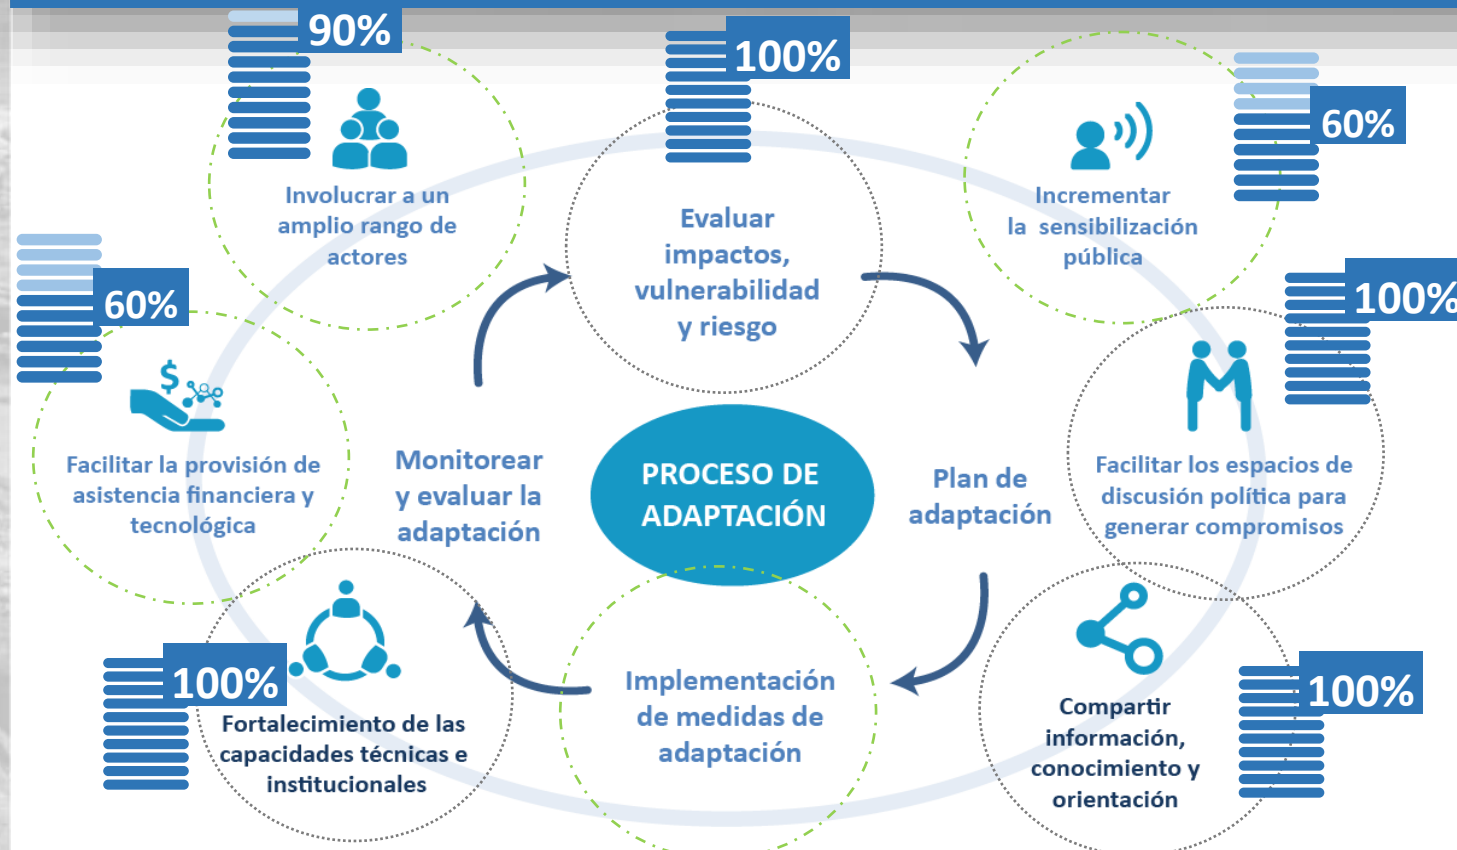 90%
Involucrar a un
amplio rango de
actores
100%
Evaluar
impactos,
vulnerabilidad
y riesgo
60%
Incrementar
la sensibilización
pública
60%
Facilitar la provisión de
asistencia financiera y
tecnológica
Monitorear
y evaluar la
adaptación
PROCESO DE
ADAPTACIÓN
Plan de
adaptación
100%
Facilitar los espacios de
discusión política para
generar compromisos
100%
Fortalecimiento de las
capacidades técnicas e
institucionales
Implementación
de medidas de
adaptación
100%
Compartir
información,
conocimiento y
orientación